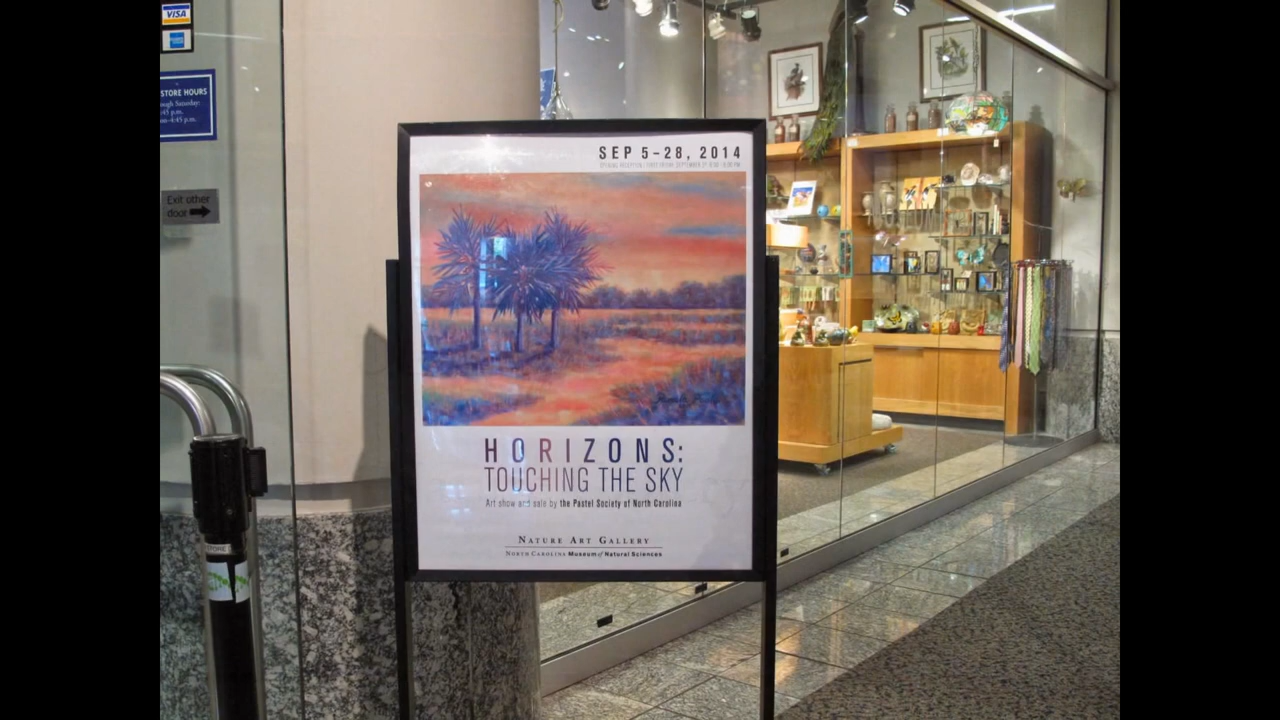 VISA
STORE HOURS
Exit other
door
SEP 5-28, 2014
HORIZONS:
TOUCHING THE SKY
Art show and sale by the Pastel Society of North Carolina
NATURE ART GALLERY
NORTH CAROLINA Museum of Natural Sciences